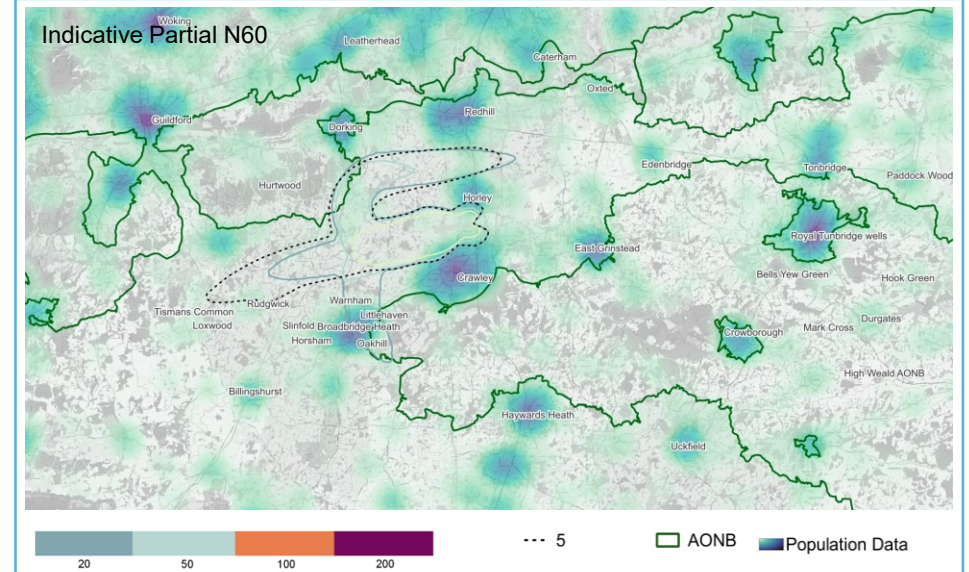 Woking
Indicative Partial N60
Leatherhead
Caterham
Oxted
Guildford
Redhill
Dorking
Edenbridge
Tonbridge
Paddock Wood
Hurtwood
Horley
Royal Tunbridge wells
East Grinstead
Crawley
Bells Yew Green
Hook Green
Rudgwick
Warnham
Tismans Common
Littlehaven
Loxwood
Slinfold
Broadbridge Heath
Durgates
Mark Cross
Crowborough
Horsham
Oakhill
High Weald AONB
Billingshurst
Haywards Heath
Uckfield
5
AONB
Population Data
20 50 100 200